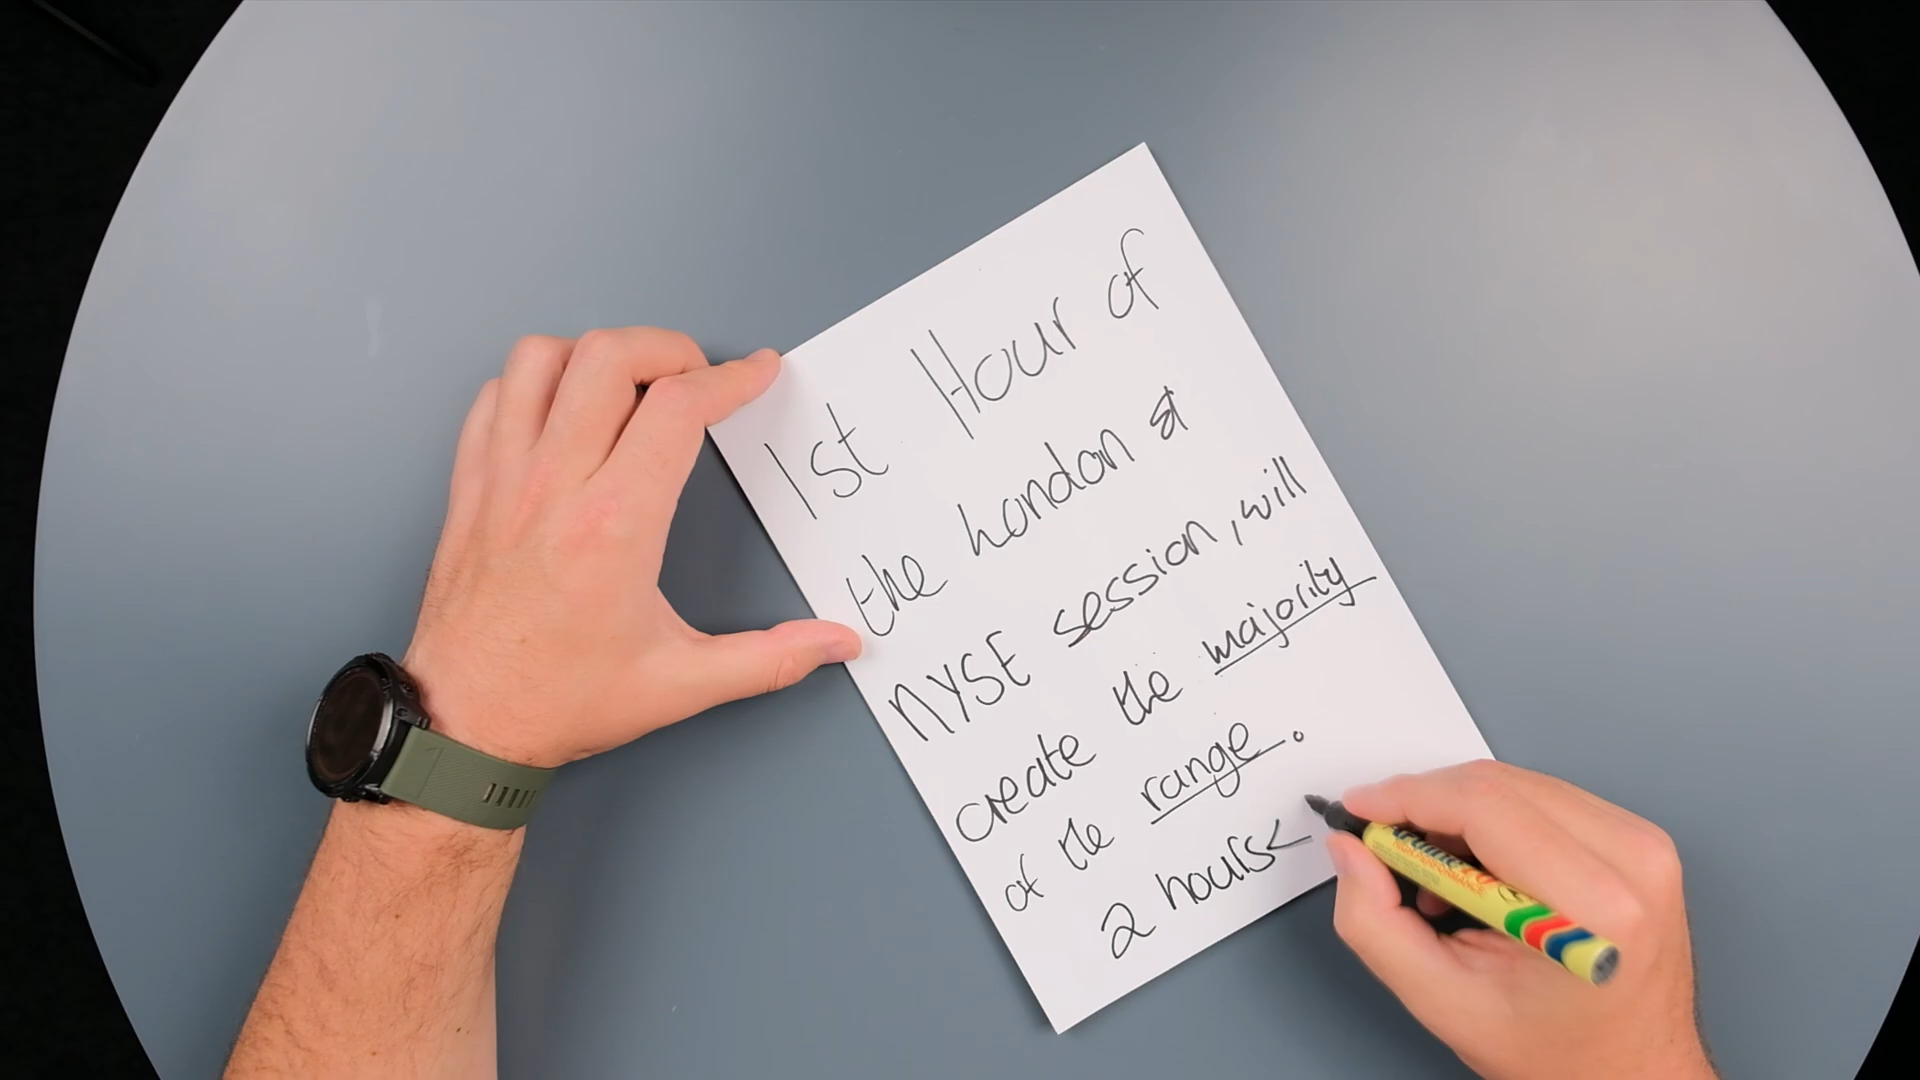 1st Hour of
the London &
NYSE session, will
create the majority
of the range.
2 hours<